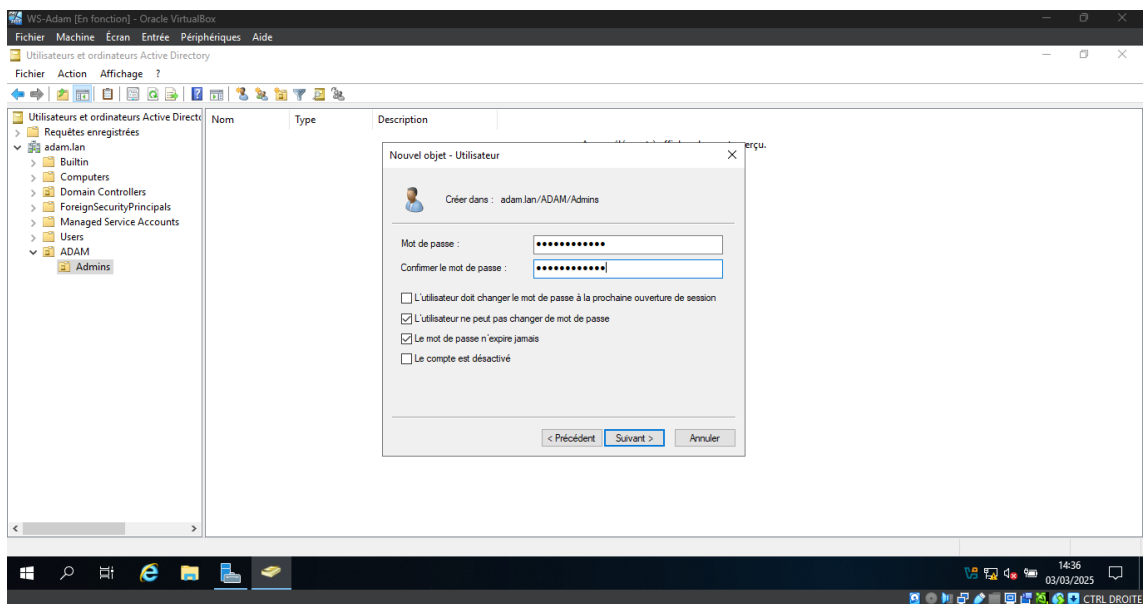 WS-Adam [En fonction] - Oracle VirtualBox
Fichier Machine Écran Entrée Périphériques Aide
Utilisateurs et ordinateurs Active Directory
Fichier Action Affichage ?
Utilisateurs et ordinateurs Active Directo
Nom Type Description
Requêtes enregistrées
adam.lan
Builtin
Computers
Domain Controllers
ForeignSecurityPrincipals
Managed Service Accounts
Users
ADAM
Admins
erçu.
Nouvel objet - Utilisateur
Créer dans : adam.lan/ADAM/Admins
Mot de passe : ••••••••••••
Confirmer le mot de passe : ••••••••••••
L'utilisateur doit changer le mot de passe à la prochaine ouverture de session
L'utilisateur ne peut pas changer de mot de passe
Le mot de passe n'expire jamais
Le compte est désactivé
< Précédent Suivant > Annuler
14:36
03/03/2025
CTRL DROITE